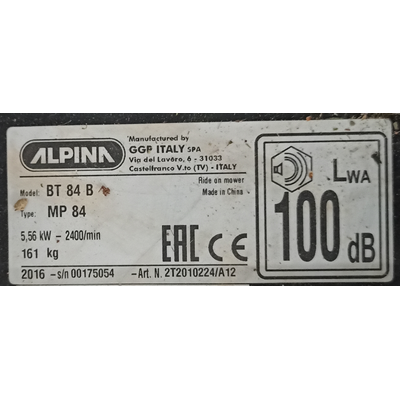 ALPINA
Manufactured by
GGP ITALY SPA
Via del Lavoro, 6 - 31033
Castelfranco V.to (TV) - ITALY
Model: BT 84 B
Ride on mower
Made in China
Type: MP 84
5,56 kW - 2400/min
161 kg
EAC CE
2016 - s/n 00175054 -Art. N. 2T2010224/A12
LWA
100 dB